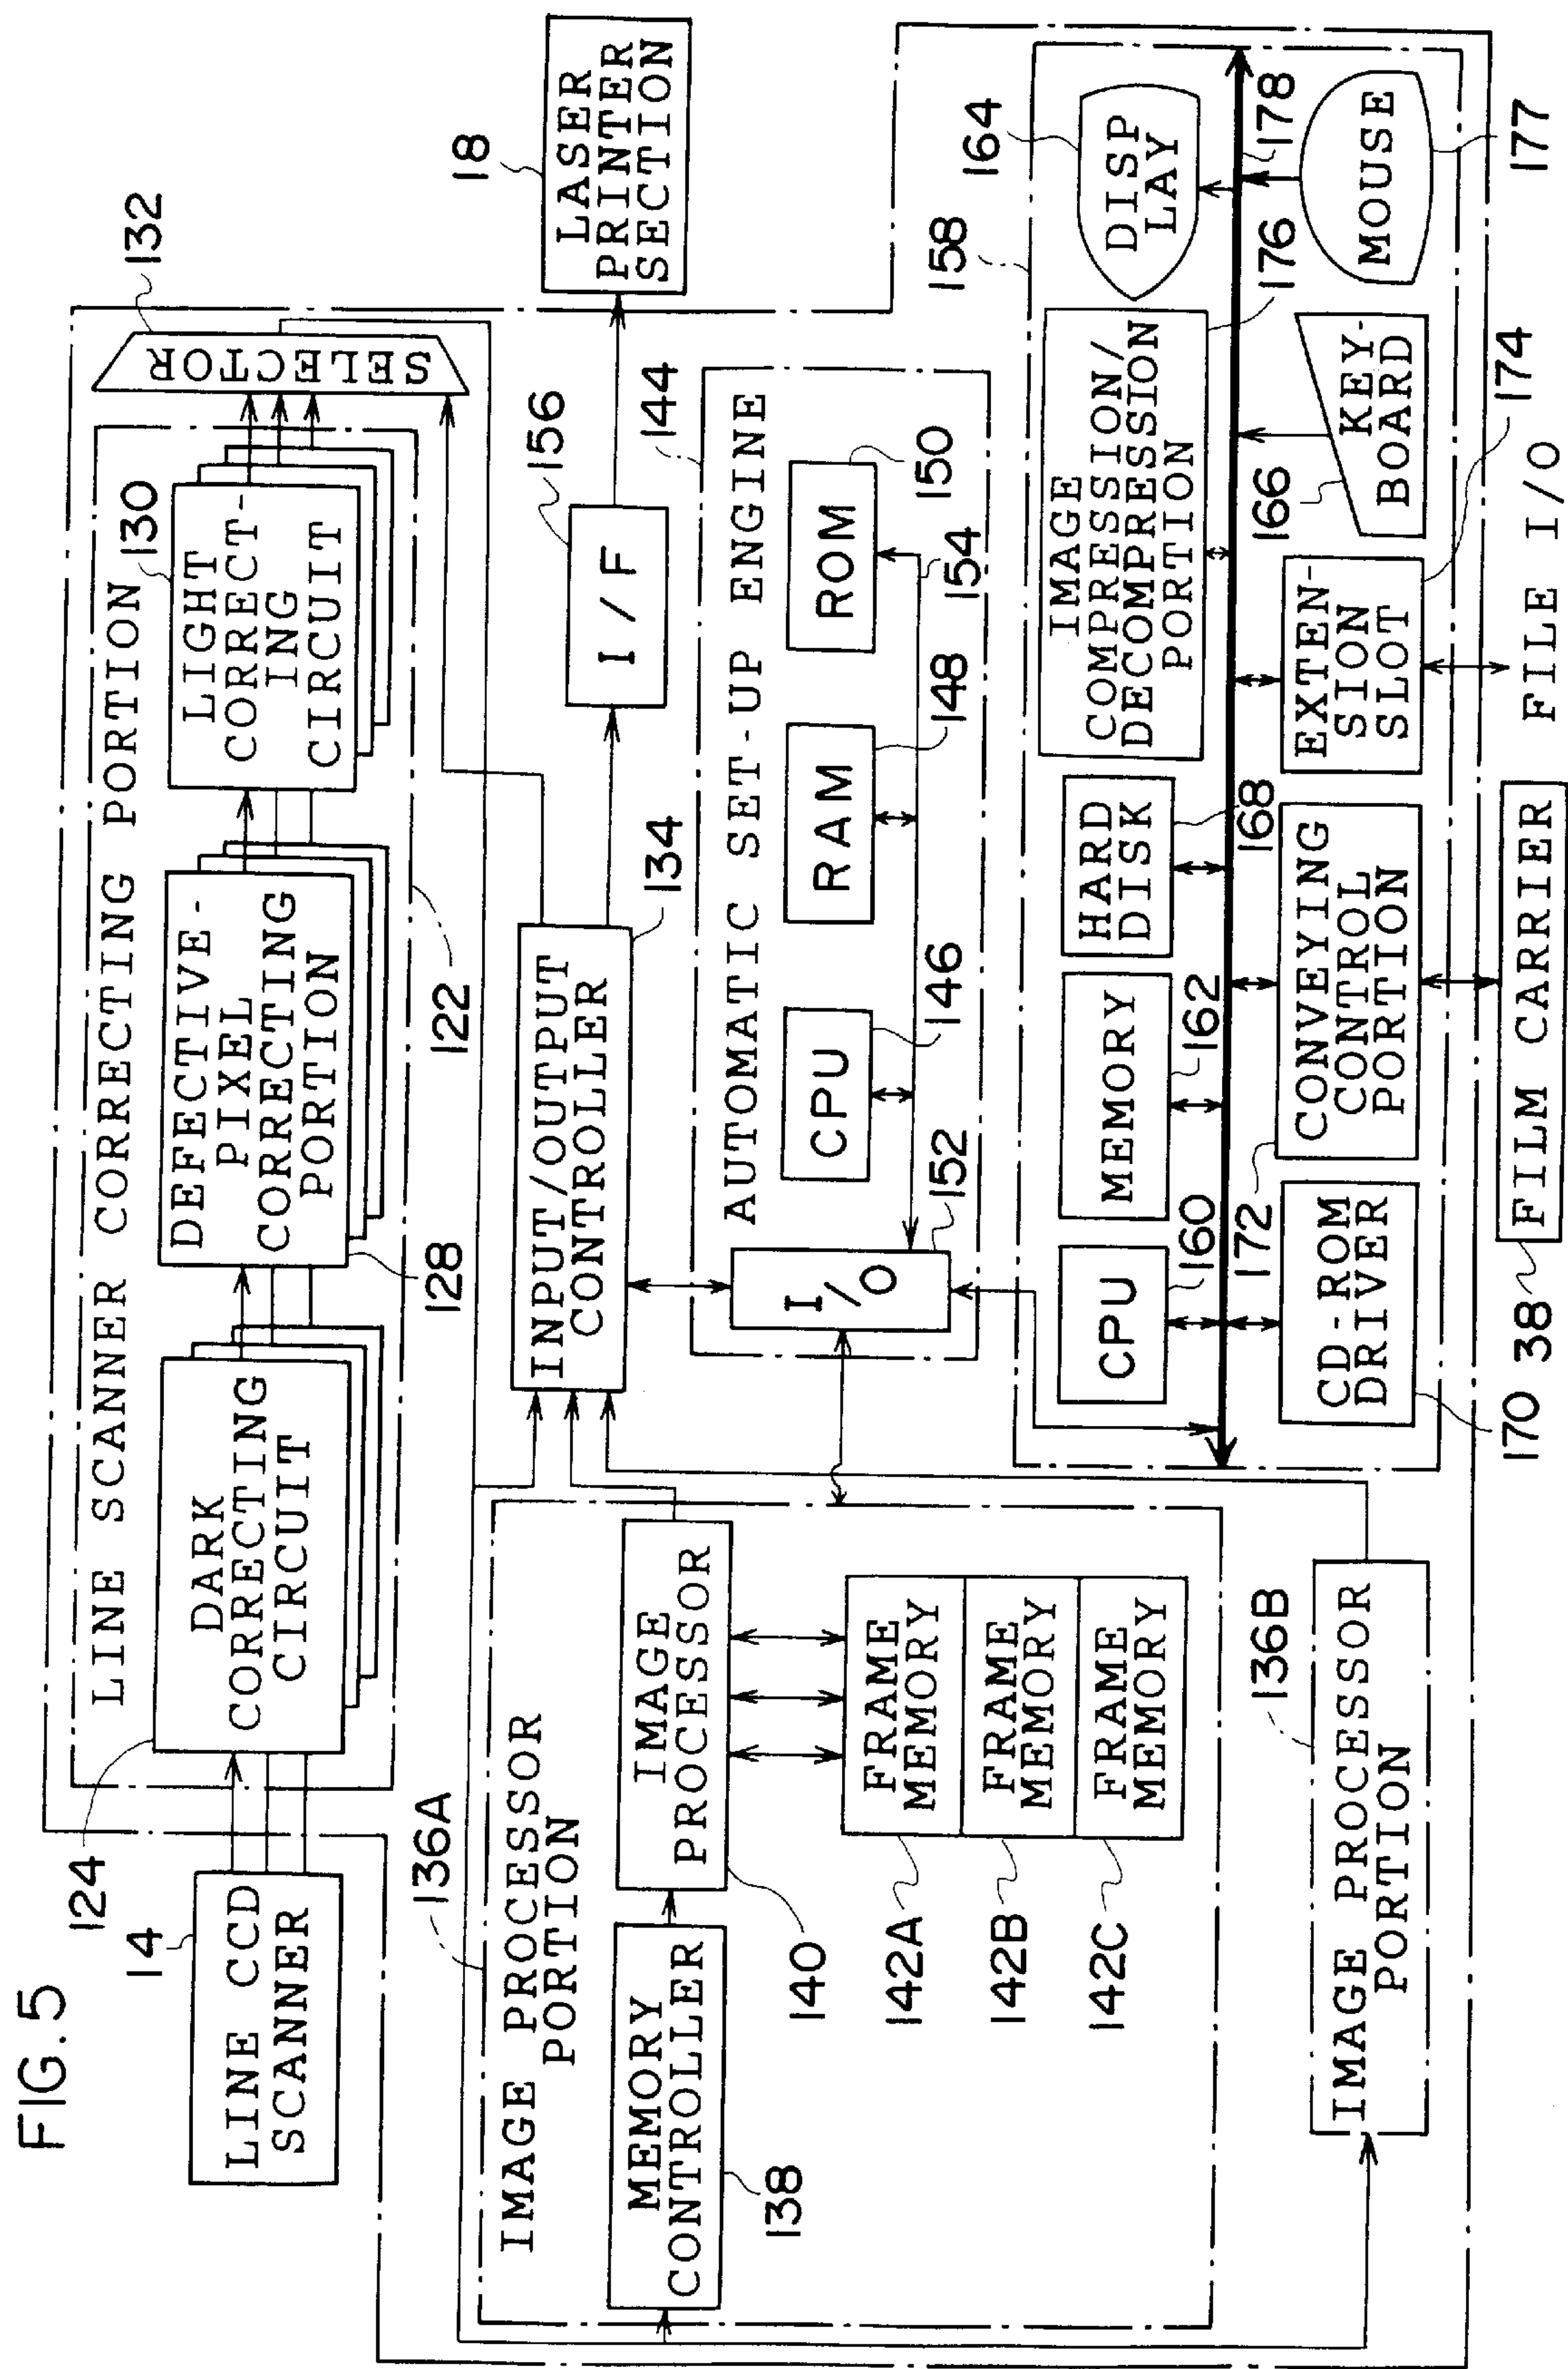 FIG. 5
LINE SCANNER CORRECTING PORTION
14
LINE CCD
SCANNER
124
DARK
CORRECTING
CIRCUIT
DEFECTIVE-
PIXEL
CORRECTING
PORTION
128
122
130
LIGHT
CORRECT-
ING
CIRCUIT
132
SELECTOR
18
LASER
PRINTER
SECTION
136A
IMAGE PROCESSOR
PORTION
MEMORY
CONTROLLER
138
IMAGE
PROCESSOR
140
FRAME
MEMORY
142A
FRAME
MEMORY
142B
FRAME
MEMORY
142C
136B
IMAGE PROCESSOR
PORTION
INPUT/OUTPUT
CONTROLLER
134
I/F
156
144
AUTOMATIC SET-UP ENGINE
I/O
152
CPU
146
RAM
148
ROM
150
154
158
CPU
160
MEMORY
162
HARD
DISK
168
IMAGE
COMPRESSION/
DECOMPRESSION
PORTION
176
DISP
LAY
164
178
CD-ROM
DRIVER
170
172
CONVEYING
CONTROL
PORTION
EXTEN-
SION
SLOT
174
166
KEY-
BOARD
MOUSE
177
38
FILM CARRIER
FILE I/O